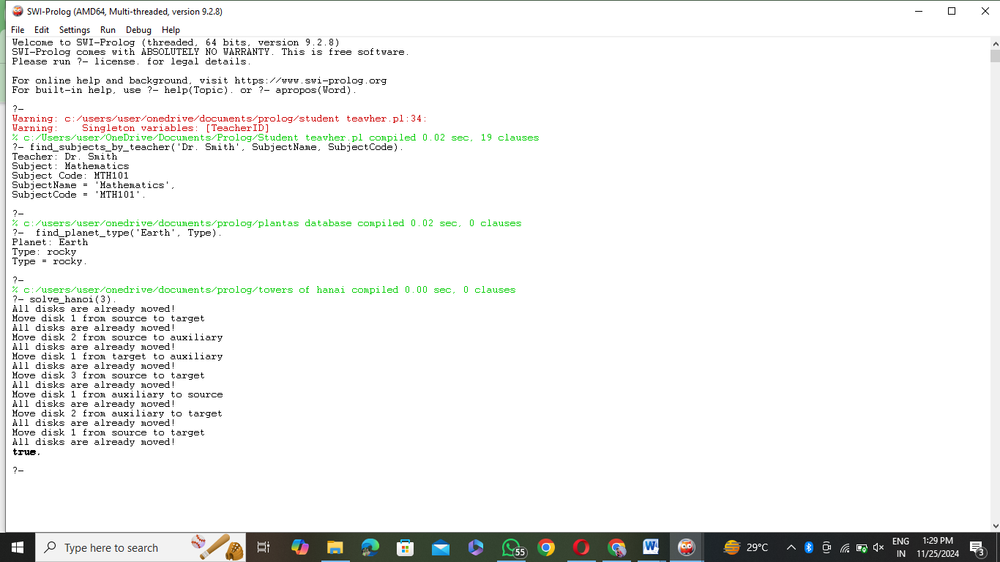 SWI-Prolog (AMD64, Multi-threaded, version 9.2.8)
File Edit Settings Run Debug Help
Welcome to SWI-Prolog (threaded, 64 bits, version 9.2.8)
SWI-Prolog comes with ABSOLUTELY NO WARRANTY. This is free software.
Please run ?- license. for legal details.
For online help and background, visit https://www.swi-prolog.org
For built-in help, use ?- help(Topic). or ?- apropos(Word).
?-
Warning: c:/users/user/onedrive/documents/prolog/student teavher.pl:34:
Warning:    Singleton variables: [TeacherID]
% c:/Users/user/OneDrive/Documents/Prolog/Student teavher.pl compiled 0.02 sec, 19 clauses
?- find_subjects_by_teacher('Dr. Smith', SubjectName, SubjectCode).
Teacher: Dr. Smith
Subject: Mathematics
Subject Code: MTH101
SubjectName = 'Mathematics',
SubjectCode = 'MTH101'.
?-
% c:/users/user/onedrive/documents/prolog/plantas database compiled 0.02 sec, 0 clauses
?-  find_planet_type('Earth', Type).
Planet: Earth
Type: rocky
Type = rocky.
?-
% c:/users/user/onedrive/documents/prolog/towers of hanai compiled 0.00 sec, 0 clauses
?- solve_hanoi(3).
All disks are already moved!
Move disk 1 from source to target
All disks are already moved!
Move disk 2 from source to auxiliary
All disks are already moved!
Move disk 1 from target to auxiliary
All disks are already moved!
Move disk 3 from source to target
All disks are already moved!
Move disk 1 from auxiliary to source
All disks are already moved!
Move disk 2 from auxiliary to target
All disks are already moved!
Move disk 1 from source to target
All disks are already moved!
true.
?-
Type here to search
55
W
29°C
ENG
IN
1:29 PM
11/25/2024
3